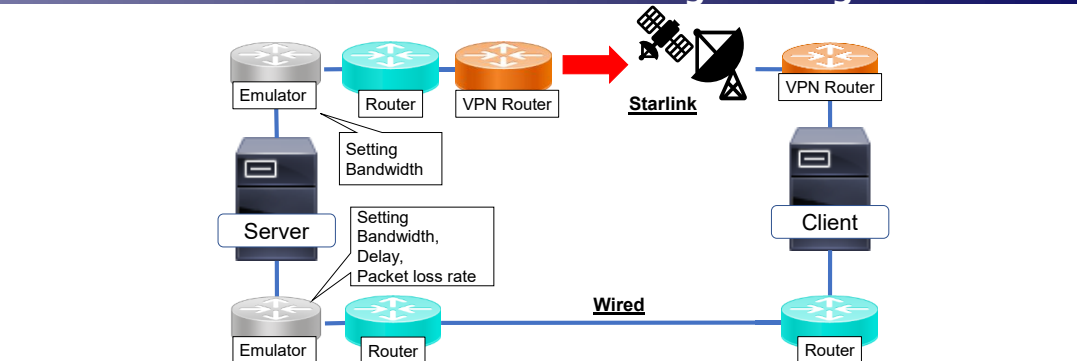 Emulator
Router
VPN Router
Starlink
VPN Router
Setting
Bandwidth
Server
Setting
Bandwidth,
Delay,
Packet loss rate
Client
Wired
Emulator
Router
Router